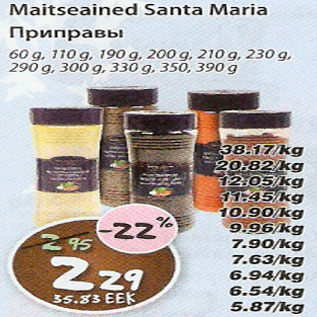 Maitseained Santa Maria
Приправы
60 g, 110 g, 190 g, 200 g, 210 g, 230 g,
290 g, 300 g, 330 g, 350, 390 g
38.17/kg
20.82/kg
12.05/kg
11.45/kg
10.90/kg
9.96/kg
7.90/kg
7.63/kg
6.94/kg
6.54/kg
5.87/kg
-22%
2.95
2.29
35.83 EEK